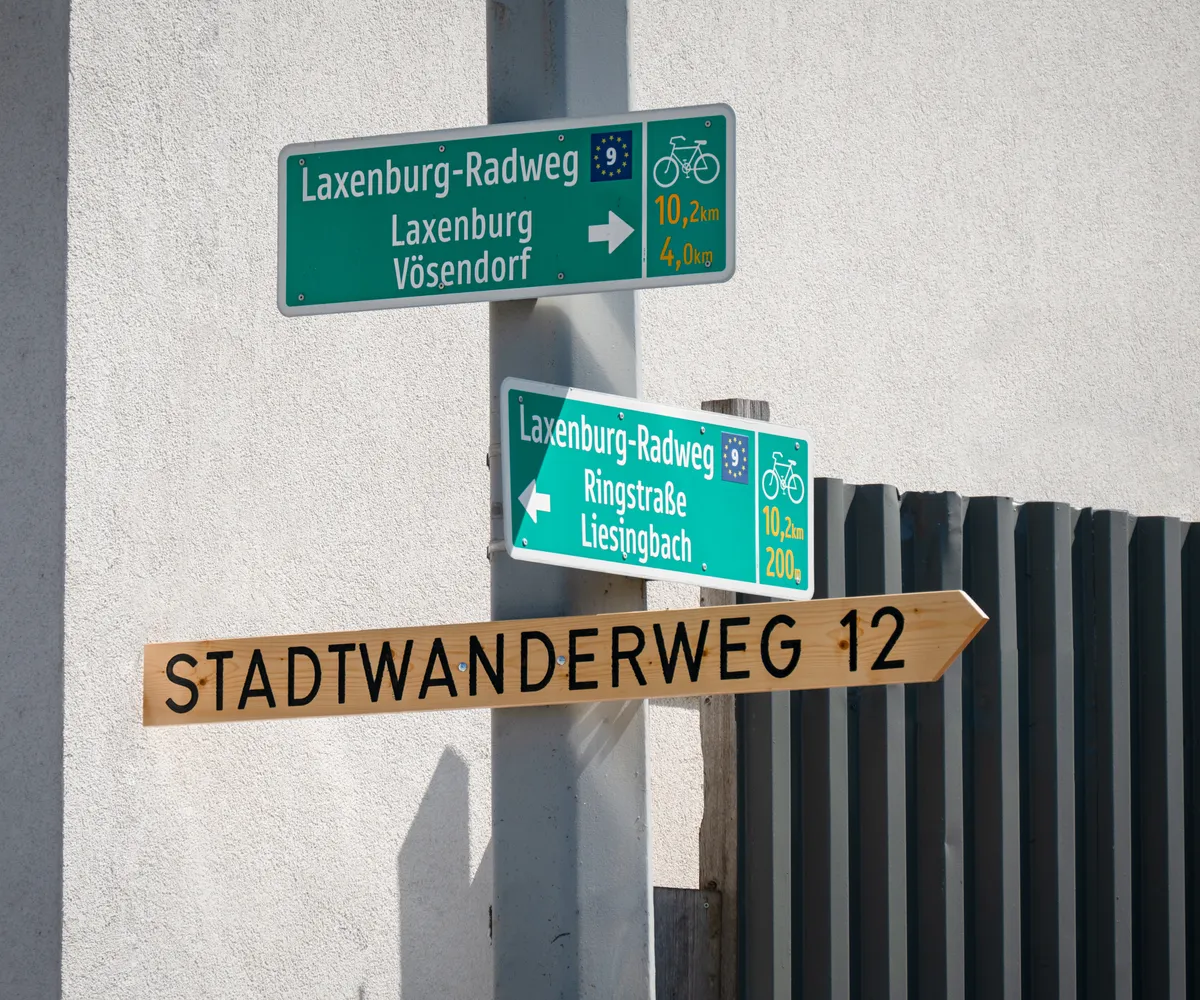 Laxenburg-Radweg 9
Laxenburg 10,2km
Vösendorf 4,0km
Laxenburg-Radweg 9
Ringstraße 10,2km
Liesingbach 200m
STADTWANDERWEG 12